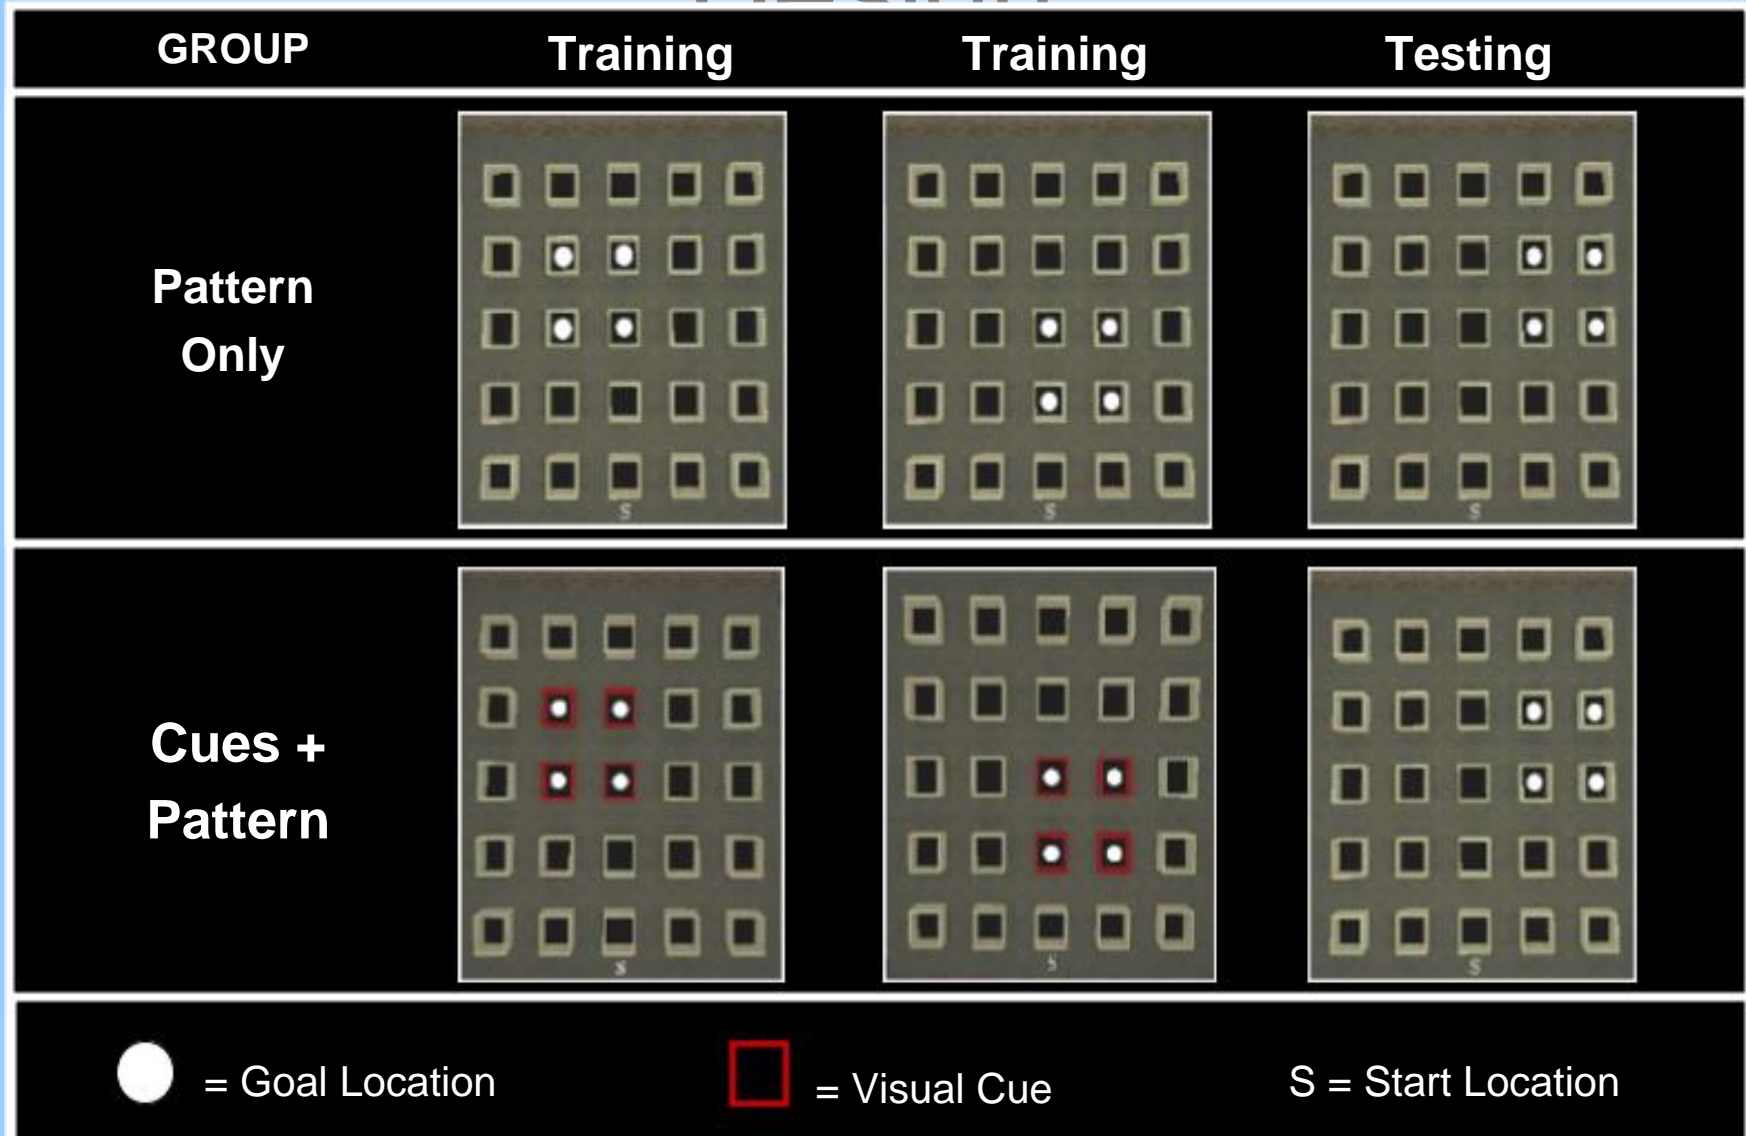 GROUP Training Training Testing
Pattern
Only
S S S
Cues +
Pattern
S S S
= Goal Location = Visual Cue S = Start Location